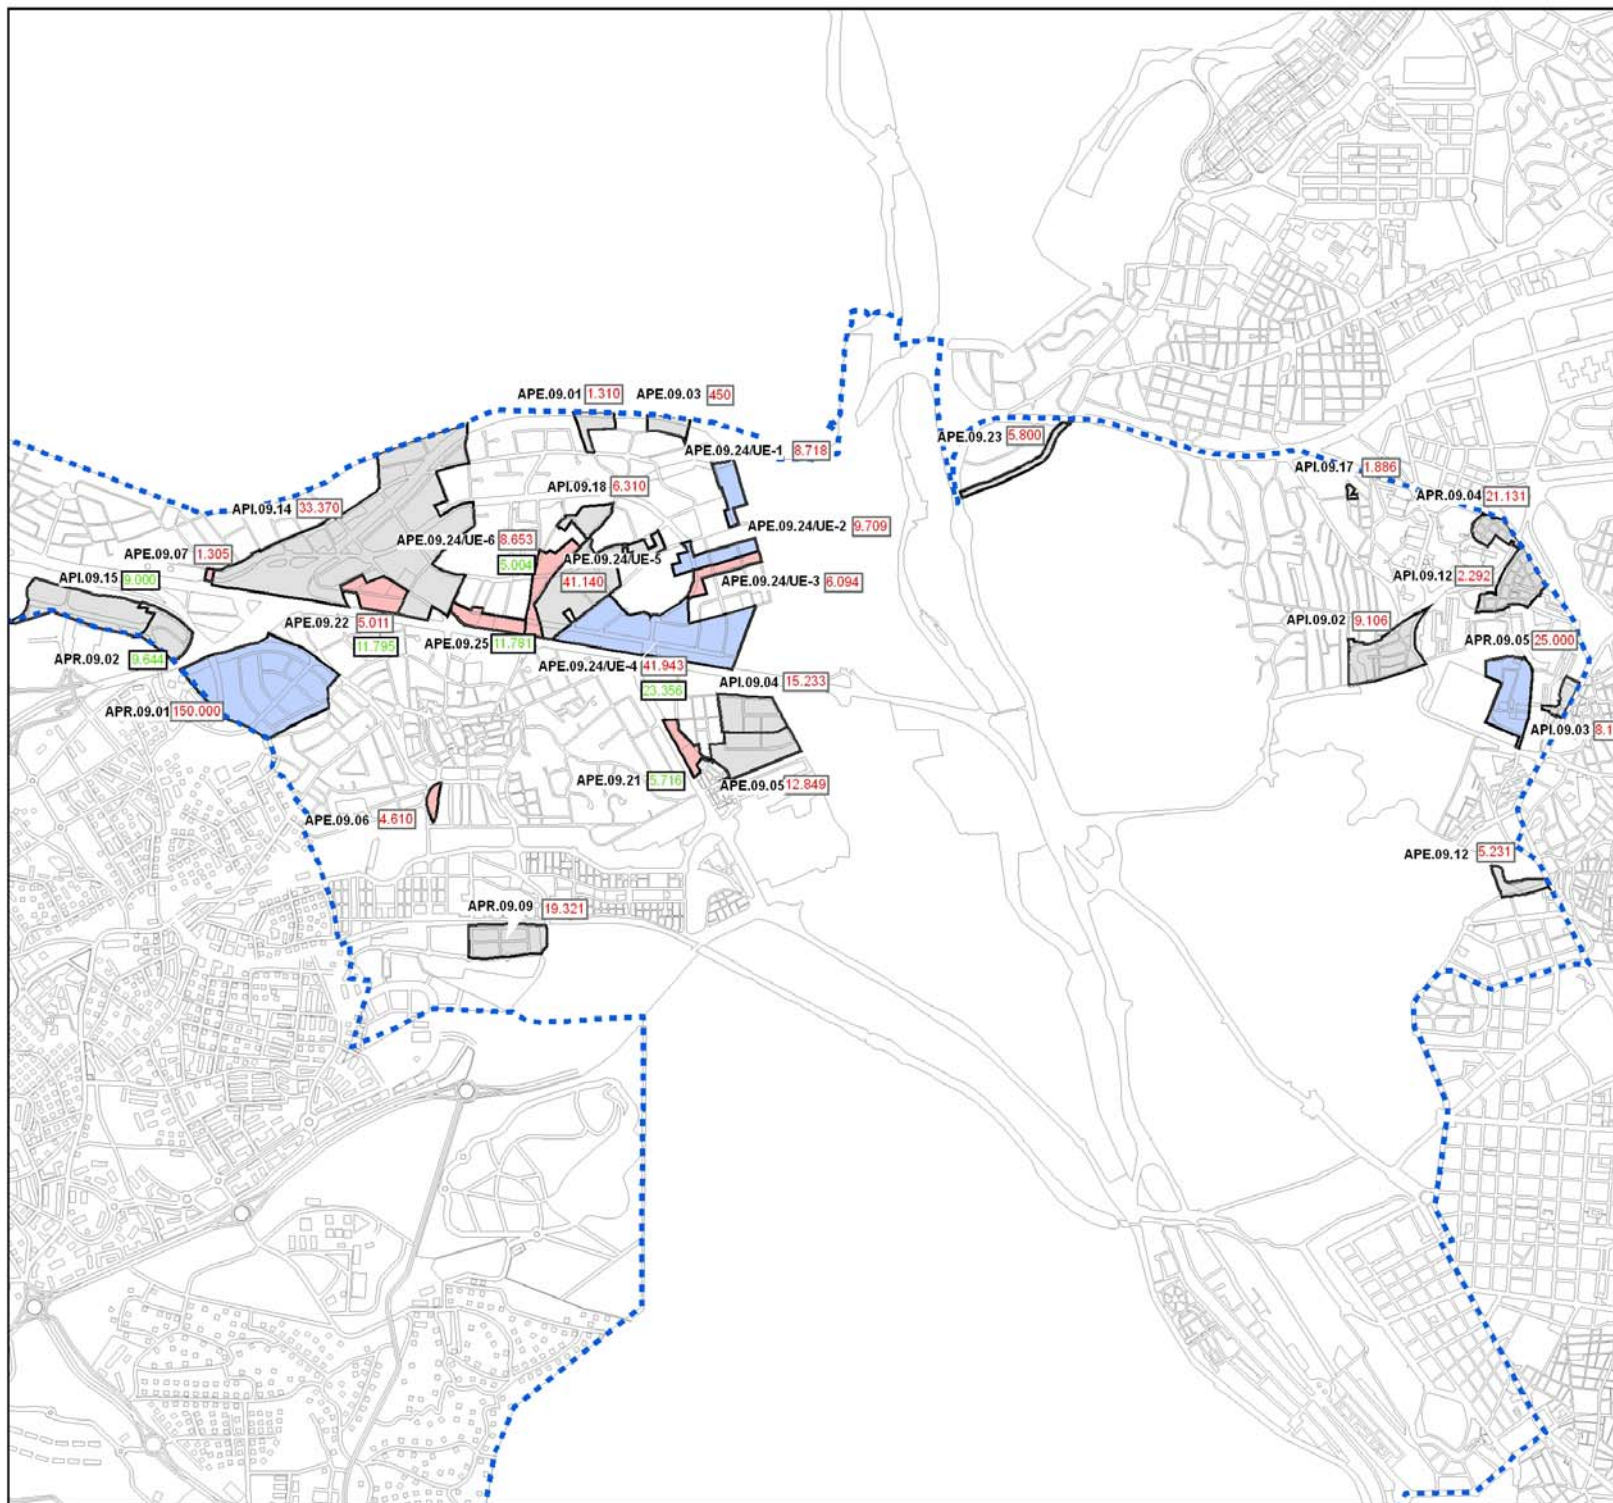 APE.09.01 1.310
APE.09.03 450
APE.09.24/UE-1 8.718
APE.09.23 5.800
API.09.17 1.886
APR.09.04 21.131
API.09.18 6.310
API.09.14 33.370
APE.09.24/UE-2 9.709
APE.09.24/UE-6 8.653
5.004
APE.09.07 1.305
APE.09.24/UE-5
41.140
API.09.15 9.000
APE.09.24/UE-3 6.094
API.09.12 2.292
API.09.02 9.106
APE.09.22 5.011
11.795
APE.09.25 11.781
APR.09.05 25.000
APR.09.02 9.644
APE.09.24/UE-4 41.943
23.356
API.09.04 15.233
APR.09.01 150.000
API.09.03 8.1
APE.09.21 5.716
APE.09.05 12.849
APE.09.06 4.610
APE.09.12 5.231
APR.09.09 19.321